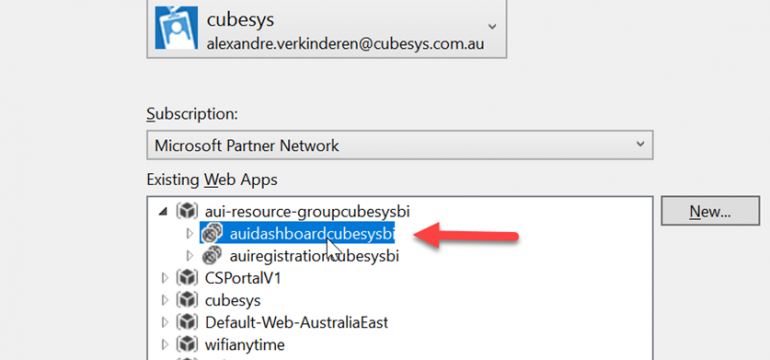 cubesys
alexandre.verkinderen@cubesys.com.au
Subscription:
Microsoft Partner Network
Existing Web Apps
aui-resource-groupcubesysbi
New...
auidashboardcubesysbi
auiregistrationcubesysbi
CSPortalV1
cubesys
Default-Web-AustraliaEast
wifianytime